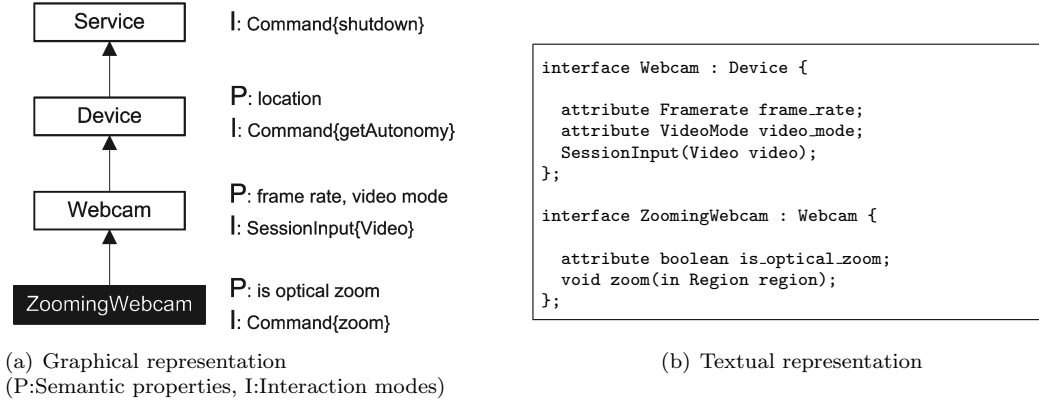 Service
I: Command{shutdown}
Device
P: location
I: Command{getAutonomy}
Webcam
P: frame rate, video mode
I: SessionInput{Video}
ZoomingWebcam
P: is optical zoom
I: Command{zoom}
(a) Graphical representation
(P:Semantic properties, I:Interaction modes)
interface Webcam : Device {
attribute Framerate frame_rate;
attribute VideoMode video_mode;
SessionInput(Video video);
};
interface ZoomingWebcam : Webcam {
attribute boolean is_optical_zoom;
void zoom(in Region region);
};
(b) Textual representation